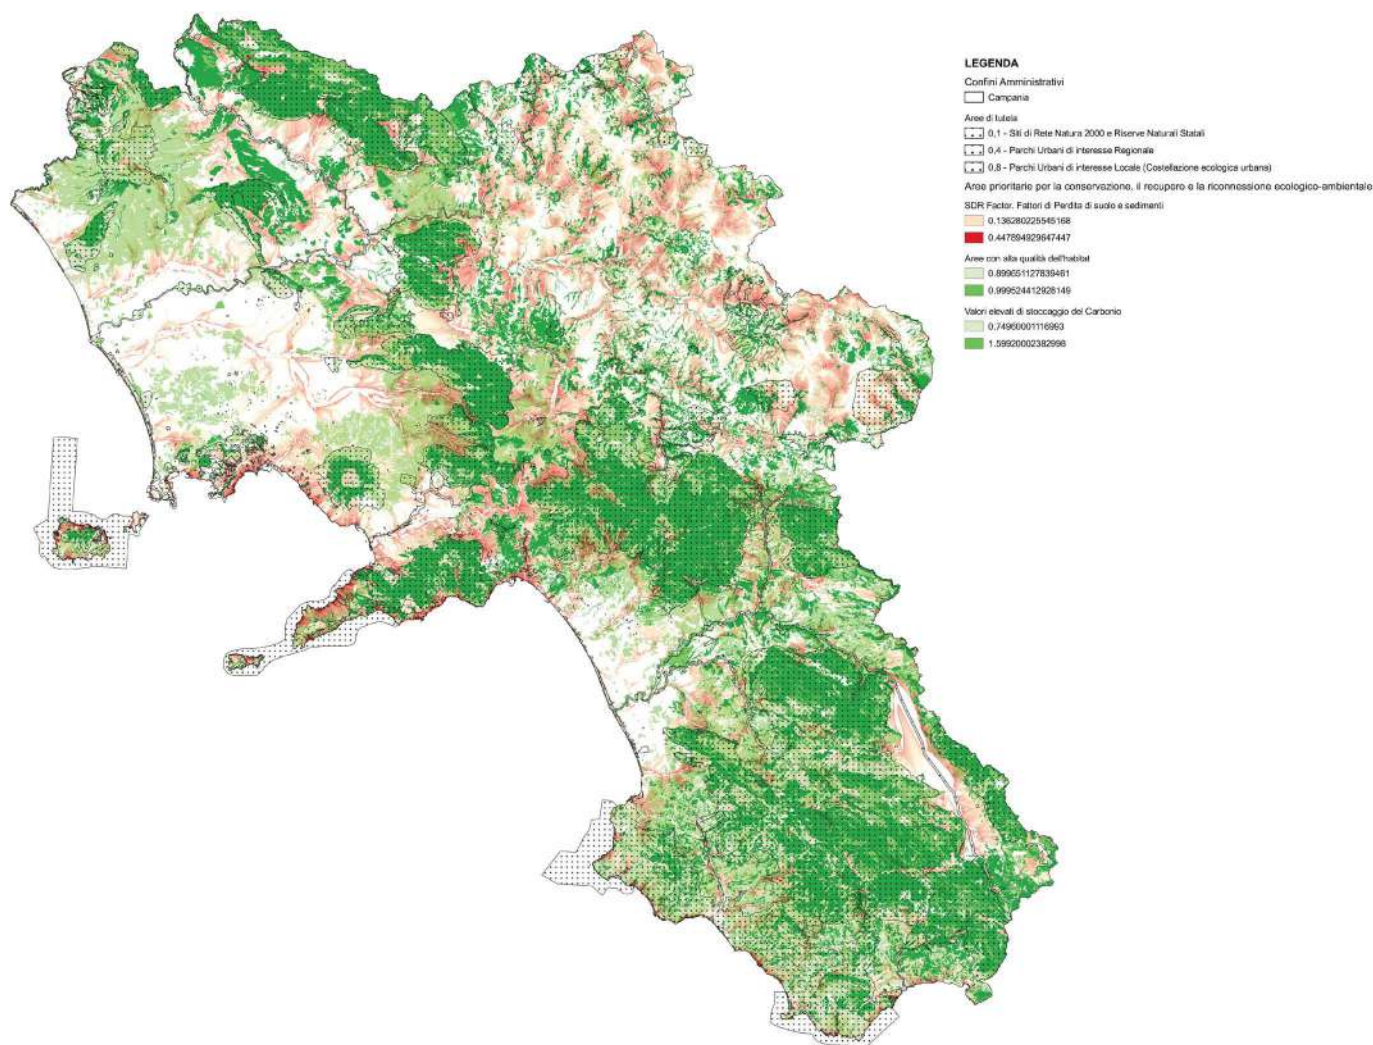 LEGENDA
Confini Amministrativi
Campania
Aree di tutela
0,1 - Siti di Rete Natura 2000 e Riserve Naturali Statali
0,4 - Parchi Urbani di interesse Regionale
0,8 - Parchi Urbani di interesse Locale (Costellazione ecologica urbana)
Aree prioritarie per la conservazione, il recupero e la riconnessione ecologico-ambientale
SDR Factor. Fattori di Perdita di suolo e sedimenti
0.136280225545168
0.447894929647447
Aree con alta qualità dell'habitat
0.899651127839461
0.999524412926149
Valori elevati di stoccaggio del Carbonio
0.74960001116993
1.59920002382998